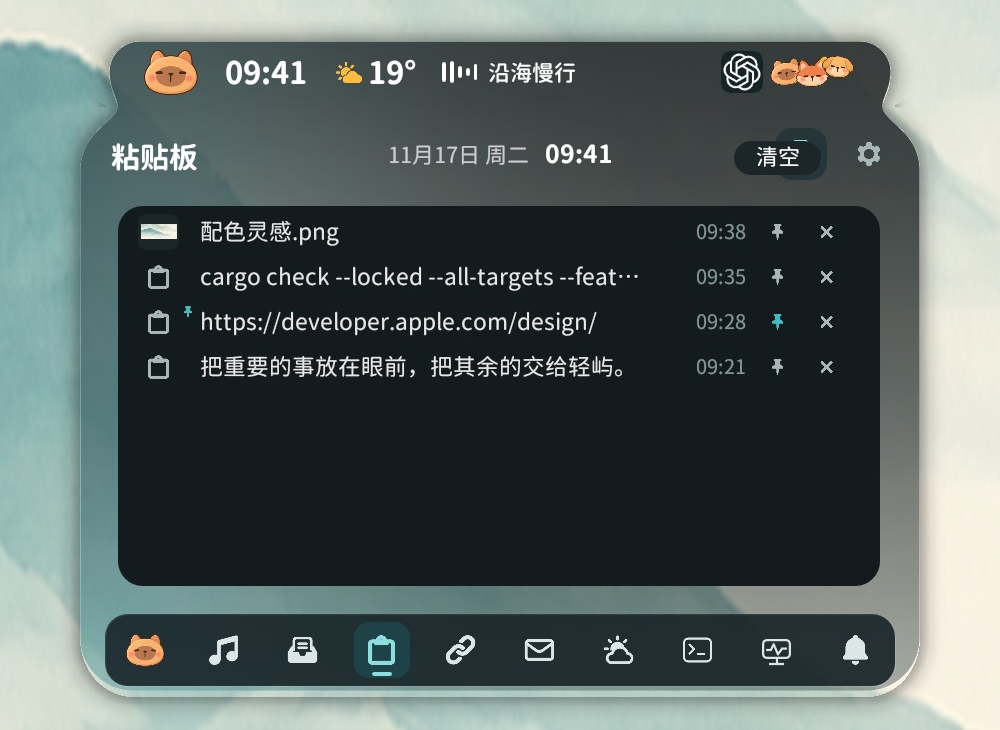 09:41 19° 沿海慢行
粘贴板 11月17日 周二 09:41 清空
配色灵感.png 09:38
cargo check --locked --all-targets --feat··· 09:35
https://developer.apple.com/design/ 09:28
把重要的事放在眼前，把其余的交给轻屿。 09:21